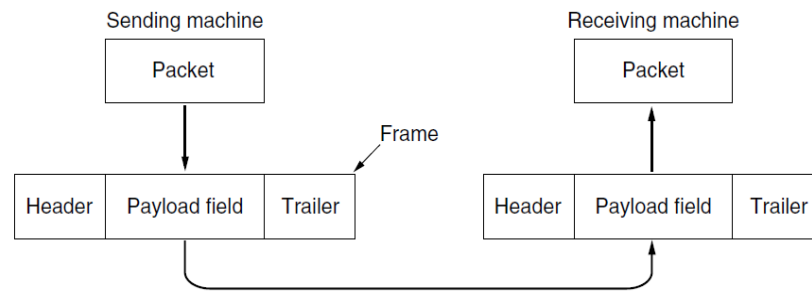 Sending machine
Receiving machine
Packet
Packet
Frame
Header
Payload field
Trailer
Header
Payload field
Trailer